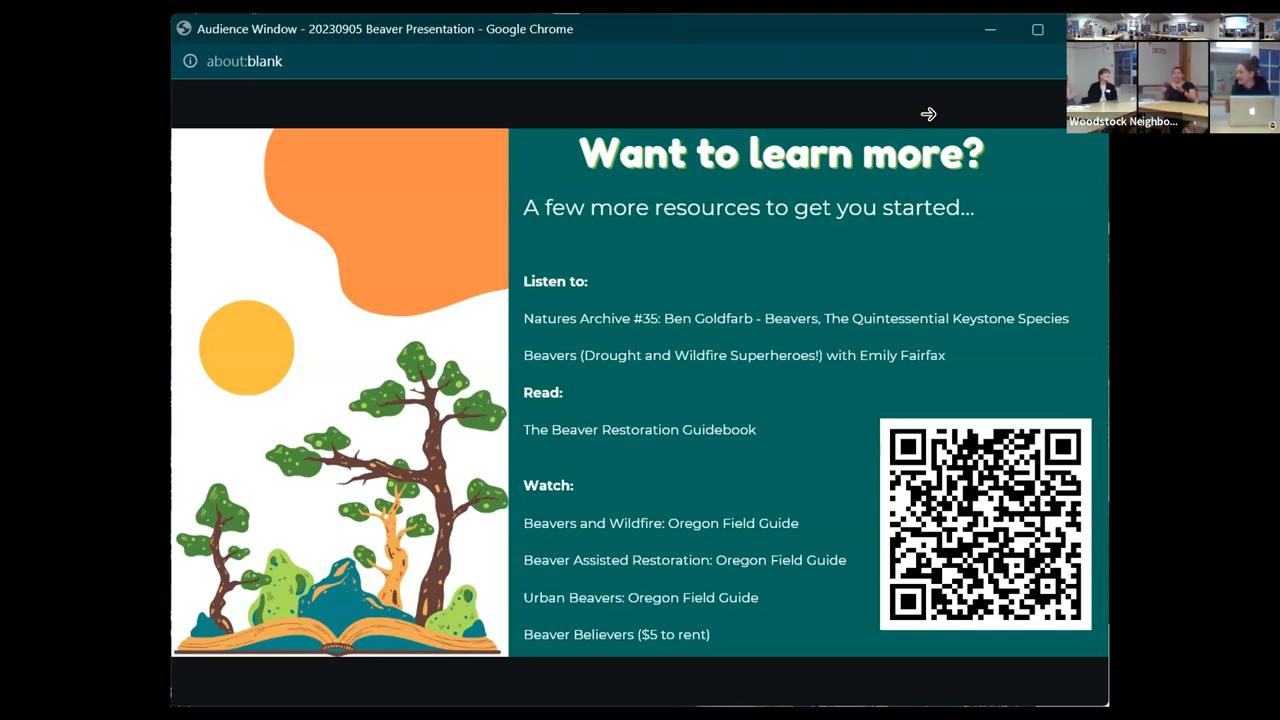 Audience Window - 20230905 Beaver Presentation - Google Chrome
about:blank
Woodstock Neighbo...
Want to learn more?
A few more resources to get you started...
Listen to:
Natures Archive #35: Ben Goldfarb - Beavers, The Quintessential Keystone Species
Beavers (Drought and Wildfire Superheroes!) with Emily Fairfax
Read:
The Beaver Restoration Guidebook
Watch:
Beavers and Wildfire: Oregon Field Guide
Beaver Assisted Restoration: Oregon Field Guide
Urban Beavers: Oregon Field Guide
Beaver Believers ($5 to rent)